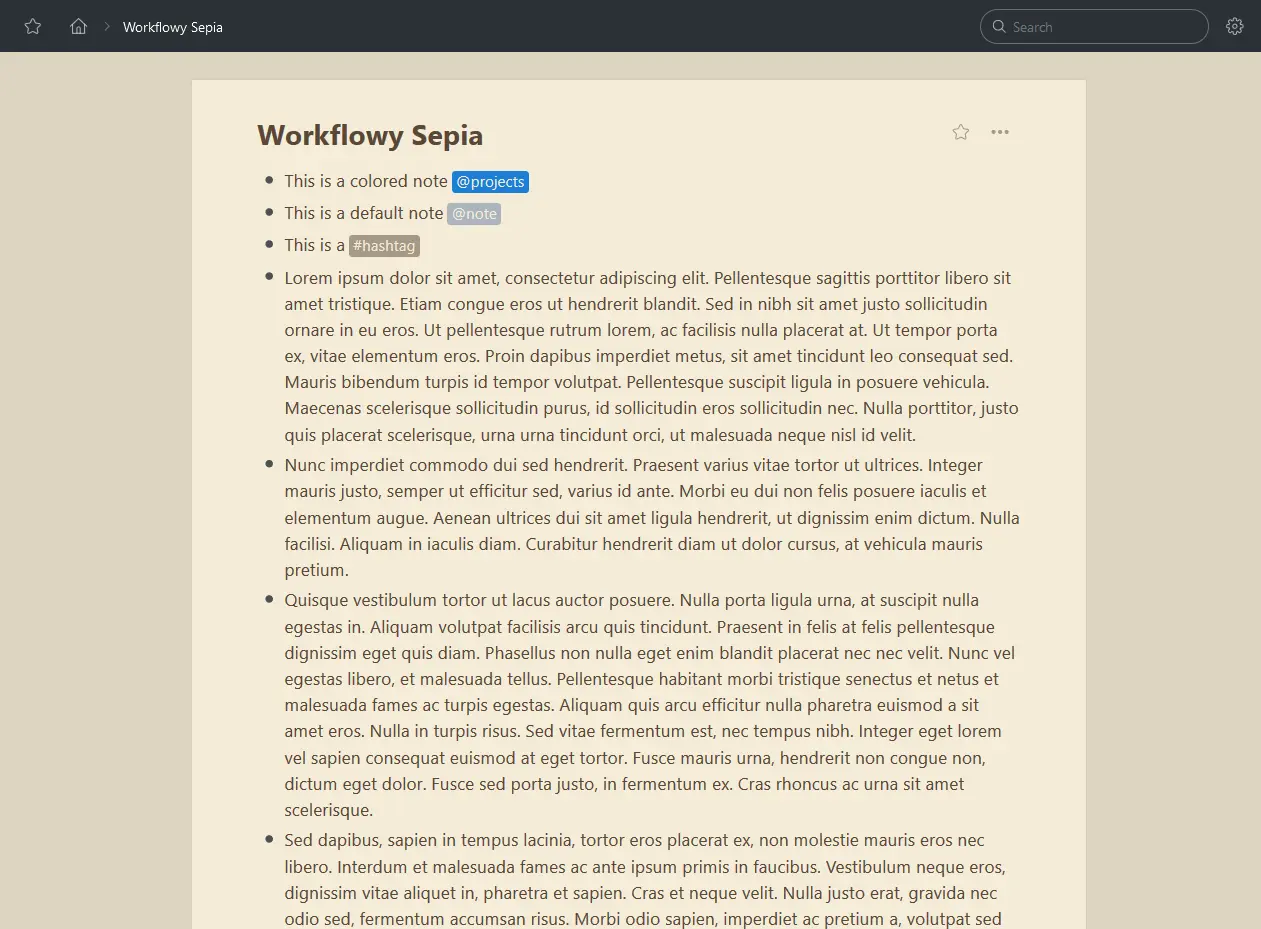 Workflowy Sepia
Search
Workflowy Sepia
This is a colored note @projects
This is a default note @note
This is a #hashtag
Lorem ipsum dolor sit amet, consectetur adipiscing elit. Pellentesque sagittis porttitor libero sit
amet tristique. Etiam congue eros ut hendrerit blandit. Sed in nibh sit amet justo sollicitudin
ornare in eu eros. Ut pellentesque rutrum lorem, ac facilisis nulla placerat at. Ut tempor porta
ex, vitae elementum eros. Proin dapibus imperdiet metus, sit amet tincidunt leo consequat sed.
Mauris bibendum turpis id tempor volutpat. Pellentesque suscipit ligula in posuere vehicula.
Maecenas scelerisque sollicitudin purus, id sollicitudin eros sollicitudin nec. Nulla porttitor, justo
quis placerat scelerisque, urna urna tincidunt orci, ut malesuada neque nisl id velit.
Nunc imperdiet commodo dui sed hendrerit. Praesent varius vitae tortor ut ultrices. Integer
mauris justo, semper ut efficitur sed, varius id ante. Morbi eu dui non felis posuere iaculis et
elementum augue. Aenean ultrices dui sit amet ligula hendrerit, ut dignissim enim dictum. Nulla
facilisi. Aliquam in iaculis diam. Curabitur hendrerit diam ut dolor cursus, at vehicula mauris
pretium.
Quisque vestibulum tortor ut lacus auctor posuere. Nulla porta ligula urna, at suscipit nulla
egestas in. Aliquam volutpat facilisis arcu quis tincidunt. Praesent in felis at felis pellentesque
dignissim eget quis diam. Phasellus non nulla eget enim blandit placerat nec nec velit. Nunc vel
egestas libero, et malesuada tellus. Pellentesque habitant morbi tristique senectus et netus et
malesuada fames ac turpis egestas. Aliquam quis arcu efficitur nulla pharetra euismod a sit
amet eros. Nulla in turpis risus. Sed vitae fermentum est, nec tempus nibh. Integer eget lorem
vel sapien consequat euismod at eget tortor. Fusce mauris urna, hendrerit non congue non,
dictum eget dolor. Fusce sed porta justo, in fermentum ex. Cras rhoncus ac urna sit amet
scelerisque.
Sed dapibus, sapien in tempus lacinia, tortor eros placerat ex, non molestie mauris eros nec
libero. Interdum et malesuada fames ac ante ipsum primis in faucibus. Vestibulum neque eros,
dignissim vitae aliquet in, pharetra et sapien. Cras et neque velit. Nulla justo erat, gravida nec
odio sed, fermentum accumsan risus. Morbi odio sapien, imperdiet ac pretium a, volutpat sed